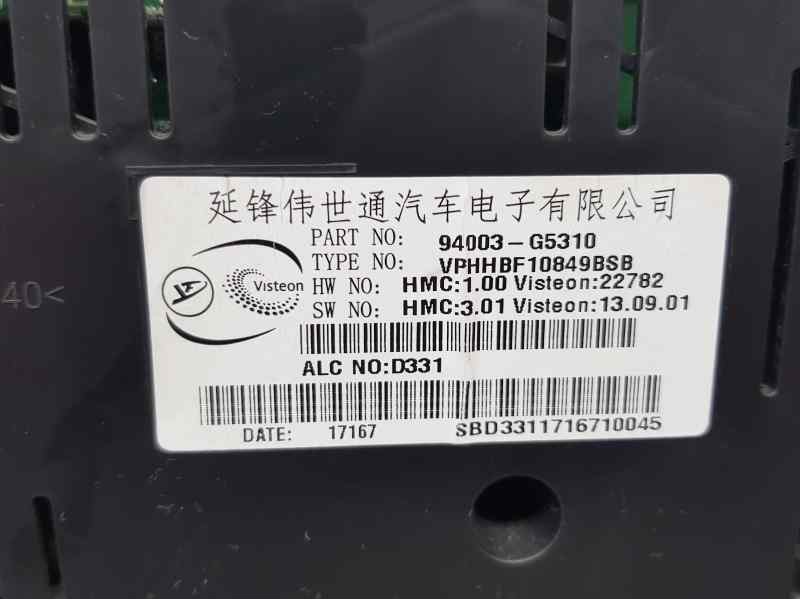 延锋伟世通汽车电子有限公司
PART NO: 94003-G5310
TYPE NO: VPHHBF10849BSB
HW NO: HMC:1.00 Visteon:22782
SW NO: HMC:3.01 Visteon:13.09.01
YF Visteon
ALC NO:D331
DATE: 17167 SBD3311716710045
40<